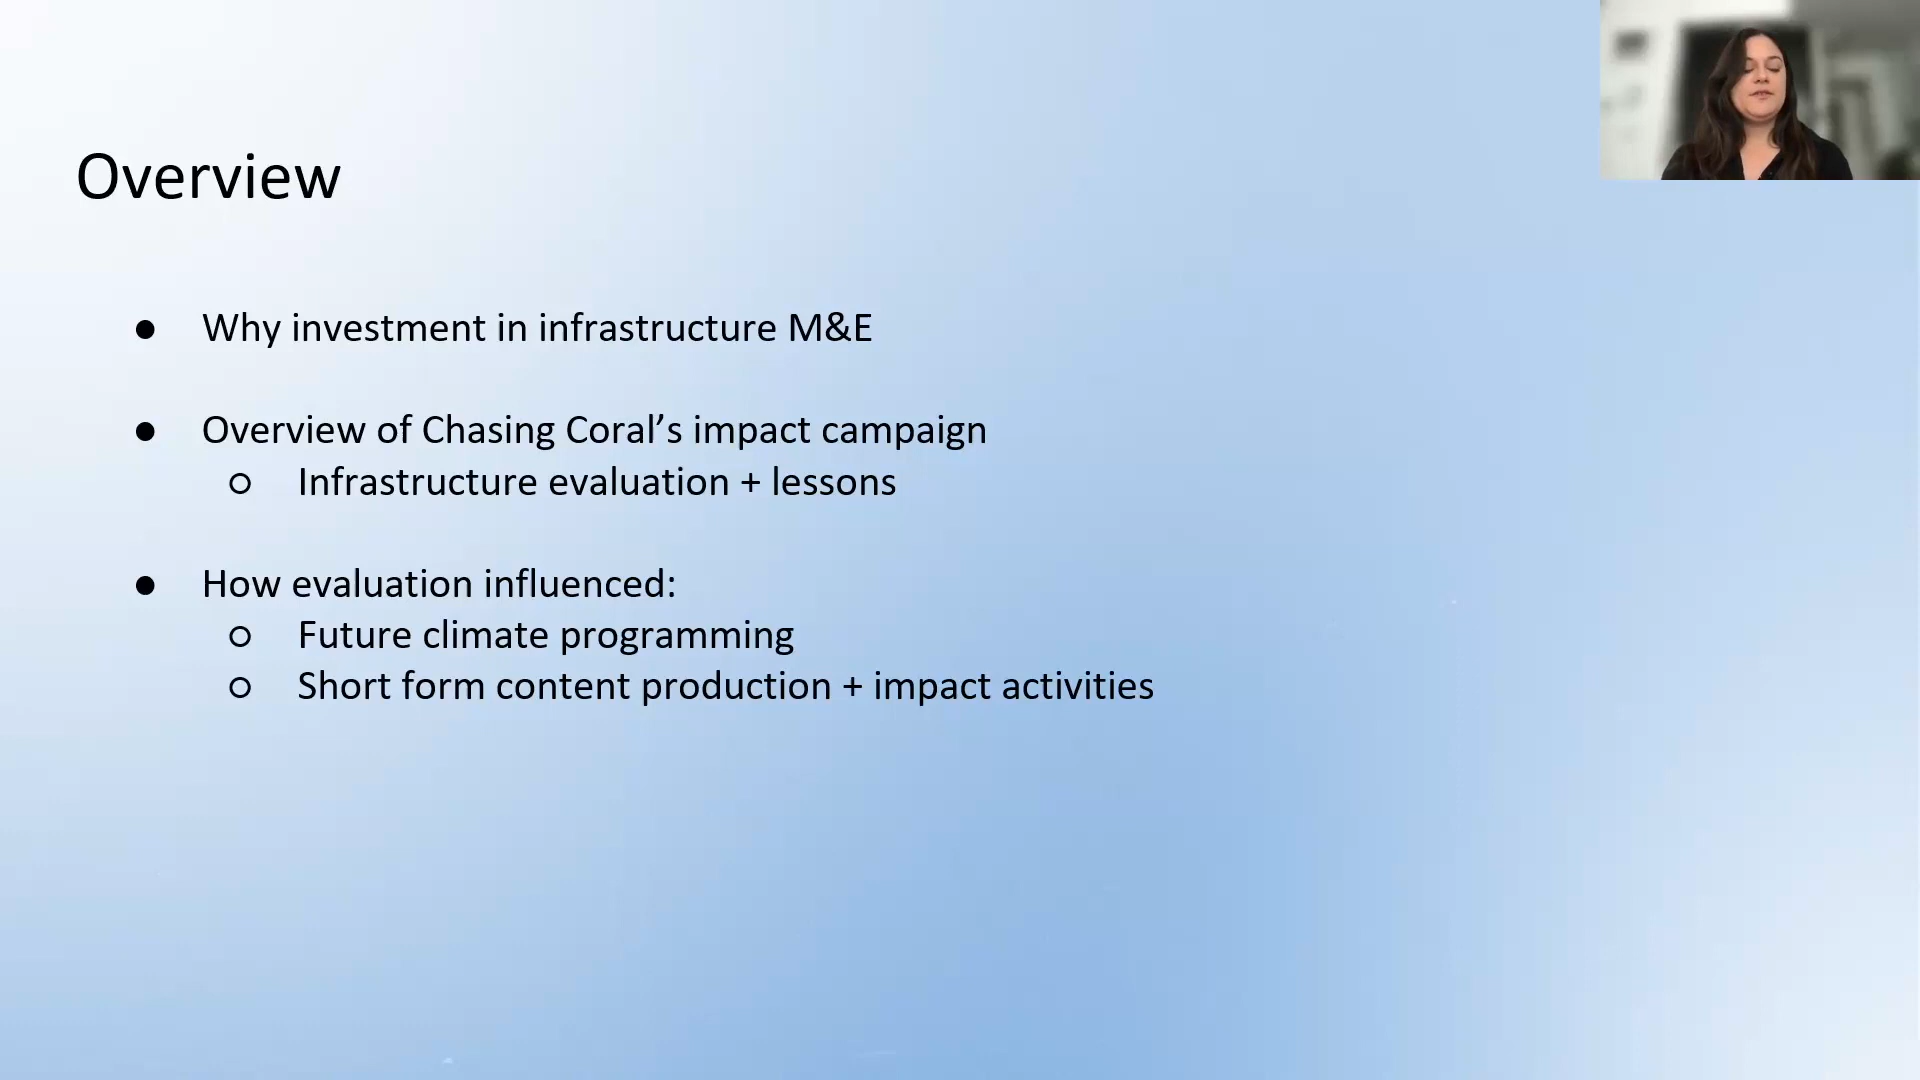 Overview
● Why investment in infrastructure M&E
● Overview of Chasing Coral’s impact campaign
○ Infrastructure evaluation + lessons
● How evaluation influenced:
○ Future climate programming
○ Short form content production + impact activities